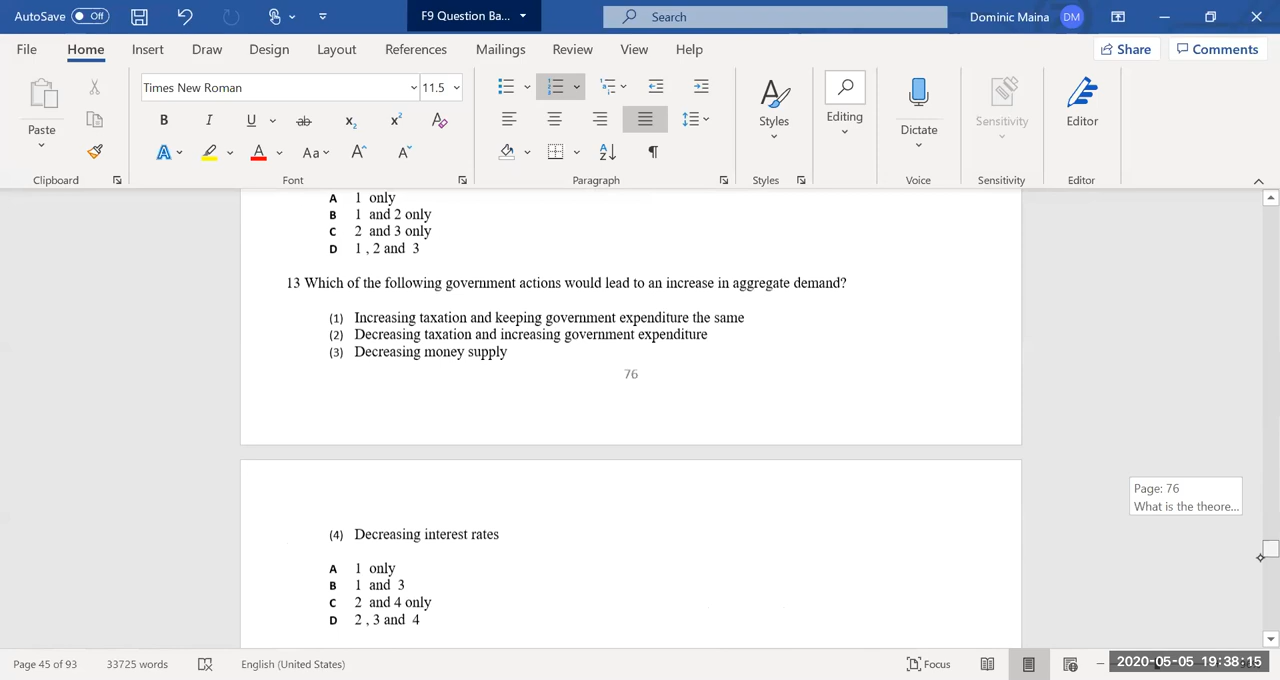 AutoSave Off F9 Question Ba... Search Dominic Maina DM
File Home Insert Draw Design Layout References Mailings Review View Help Share Comments
Times New Roman 11.5
Paste B I U ab x2 x2 Styles Editing Dictate Sensitivity Editor
A A Aa A A
Clipboard Font Paragraph Styles Voice Sensitivity Editor
A 1 only
B 1 and 2 only
C 2 and 3 only
D 1 , 2 and 3
13 Which of the following government actions would lead to an increase in aggregate demand?
(1) Increasing taxation and keeping government expenditure the same
(2) Decreasing taxation and increasing government expenditure
(3) Decreasing money supply
76
Page: 76
What is the theore...
(4) Decreasing interest rates
A 1 only
B 1 and 3
C 2 and 4 only
D 2 , 3 and 4
Page 45 of 93 33725 words English (United States) Focus 2020-05-05 19:38:15